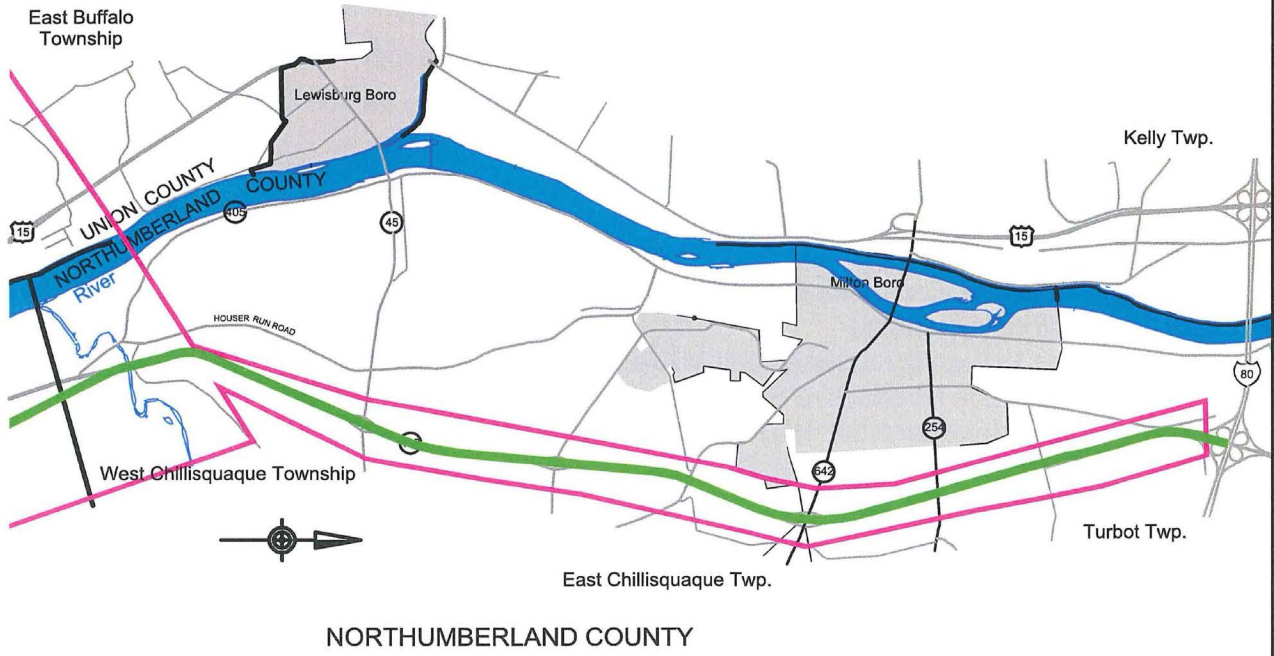 East Buffalo
Township
Lewisburg Boro
Kelly Twp.
UNION COUNTY
COUNTY
NORTHUMBERLAND
405
45
15
15
River
Milton Boro
HOUSER RUN ROAD
80
254
642
West Chillisquaque Township
Turbot Twp.
East Chillisquaque Twp.
NORTHUMBERLAND COUNTY